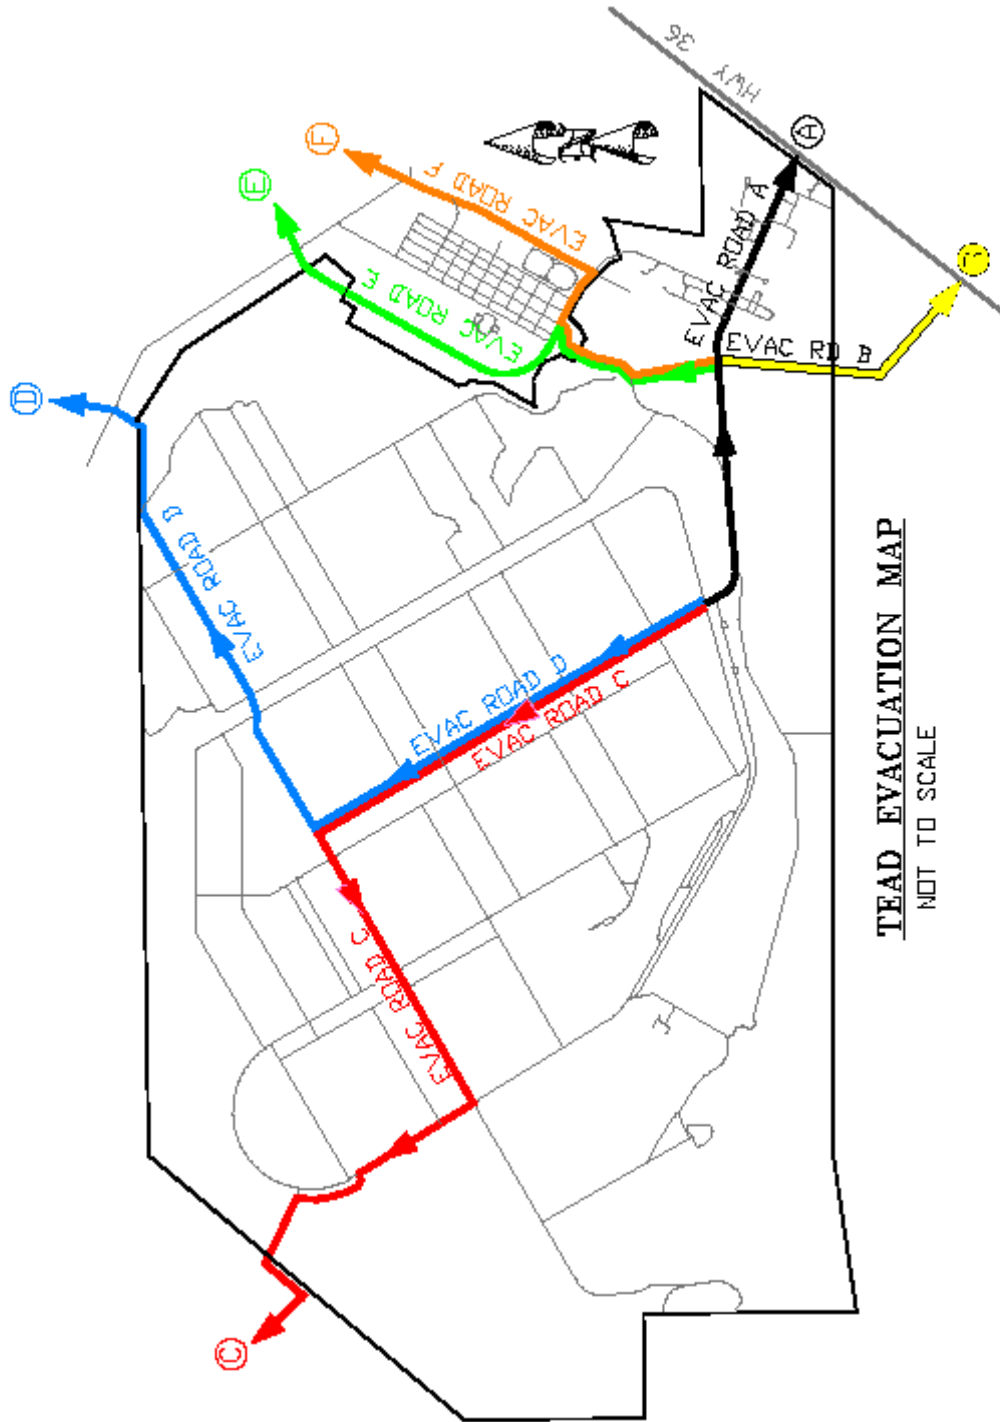 TEAD EVACUATION MAP
NOT TO SCALE
HWY 36
A
EVAC ROAD A
EVAC RD B
F
EVAC ROAD F
E
EVAC ROAD E
D
EVAC ROAD D
EVAC ROAD D
EVAC ROAD C
EVAC ROAD C
C